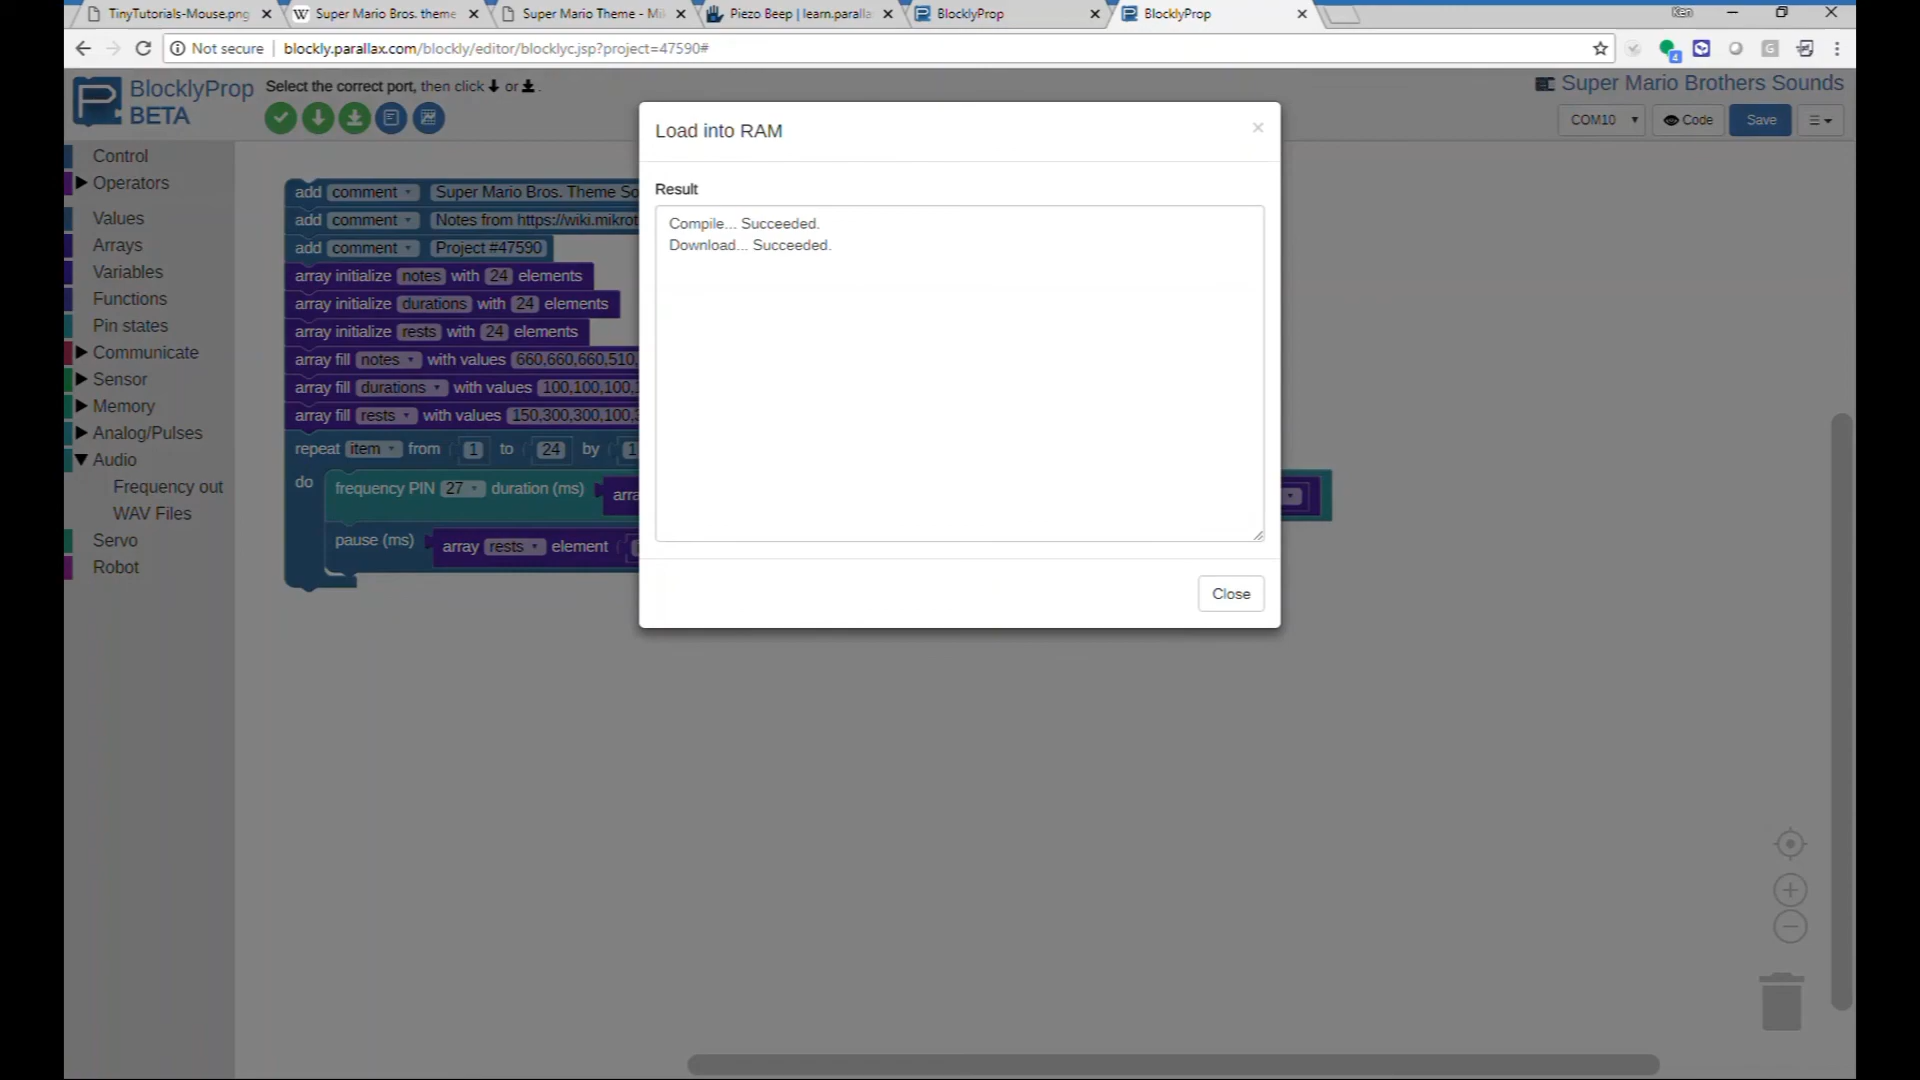 TinyTutorials-Mouse.png
Super Mario Bros. theme
Super Mario Theme - Mi
Piezo Beep | learn.paralla
BlocklyProp
BlocklyProp
Ken
Not secure | blockly.parallax.com/blockly/editor/blocklyc.jsp?project=47590#
4
G
BlocklyProp
BETA
Select the correct port, then click or .
Super Mario Brothers Sounds
COM10
Code
Save
Control
Operators
Values
Arrays
Variables
Functions
Pin states
Communicate
Sensor
Memory
Analog/Pulses
Audio
Frequency out
WAV Files
Servo
Robot
add comment Super Mario Bros. Theme So
add comment Notes from https://wiki.mikrot
add comment Project #47590
array initialize notes with 24 elements
array initialize durations with 24 elements
array initialize rests with 24 elements
array fill notes with values 660,660,660,510,
array fill durations with values 100,100,100,1
array fill rests with values 150,300,300,100,3
repeat item from 1 to 24 by 1
do frequency PIN 27 duration (ms) arra
pause (ms) array rests element
Load into RAM
×
Result
Compile... Succeeded.
Download... Succeeded.
Close